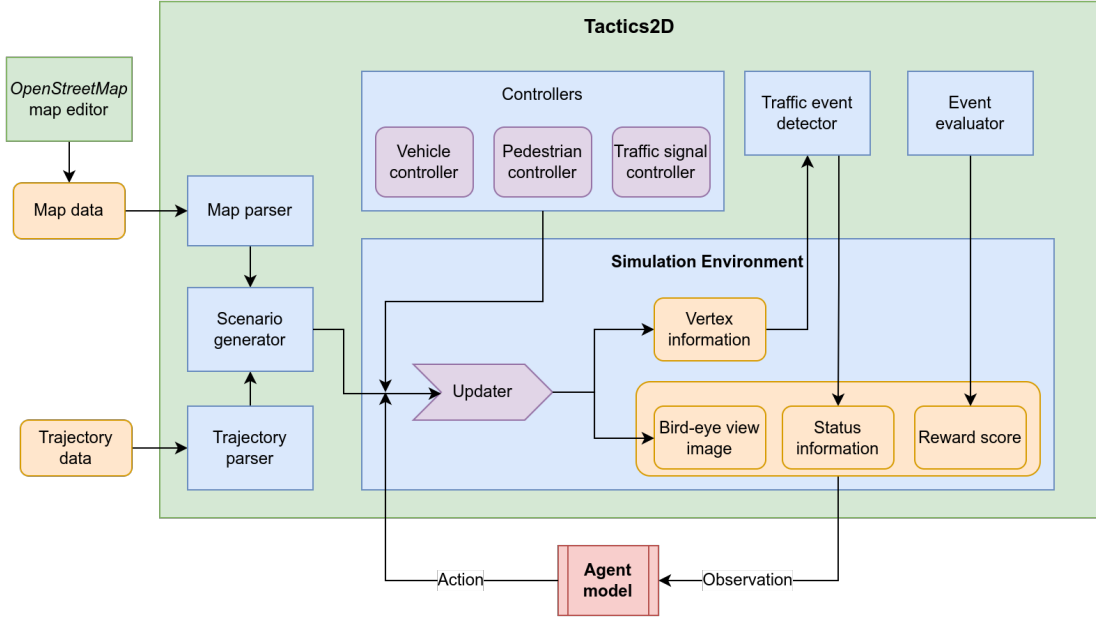 Tactics2D
OpenStreetMap
map editor
Map data
Trajectory
data
Map parser
Scenario
generator
Trajectory
parser
Controllers
Vehicle
controller
Pedestrian
controller
Traffic signal
controller
Traffic event
detector
Event
evaluator
Simulation Environment
Updater
Vertex
information
Bird-eye view
image
Status
information
Reward score
Action
Agent
model
Observation